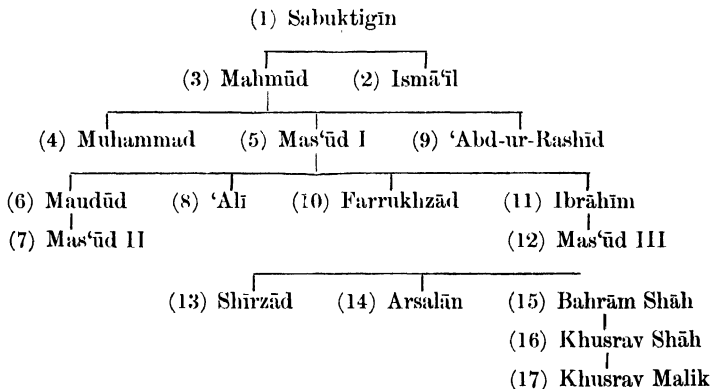 (1) Sabuktigīn
(3) Mahmūd (2) Ismā‘īl
(4) Muhammad (5) Mas‘ūd I (9) ‘Abd-ur-Rashīd
(6) Maudūd (8) ‘Alī (10) Farrukhzād (11) Ibrāhīm
(7) Mas‘ūd II (12) Mas‘ūd III
(13) Shīrzād (14) Arsalān (15) Bahrām Shāh
(16) Khusrav Shāh
(17) Khusrav Malik